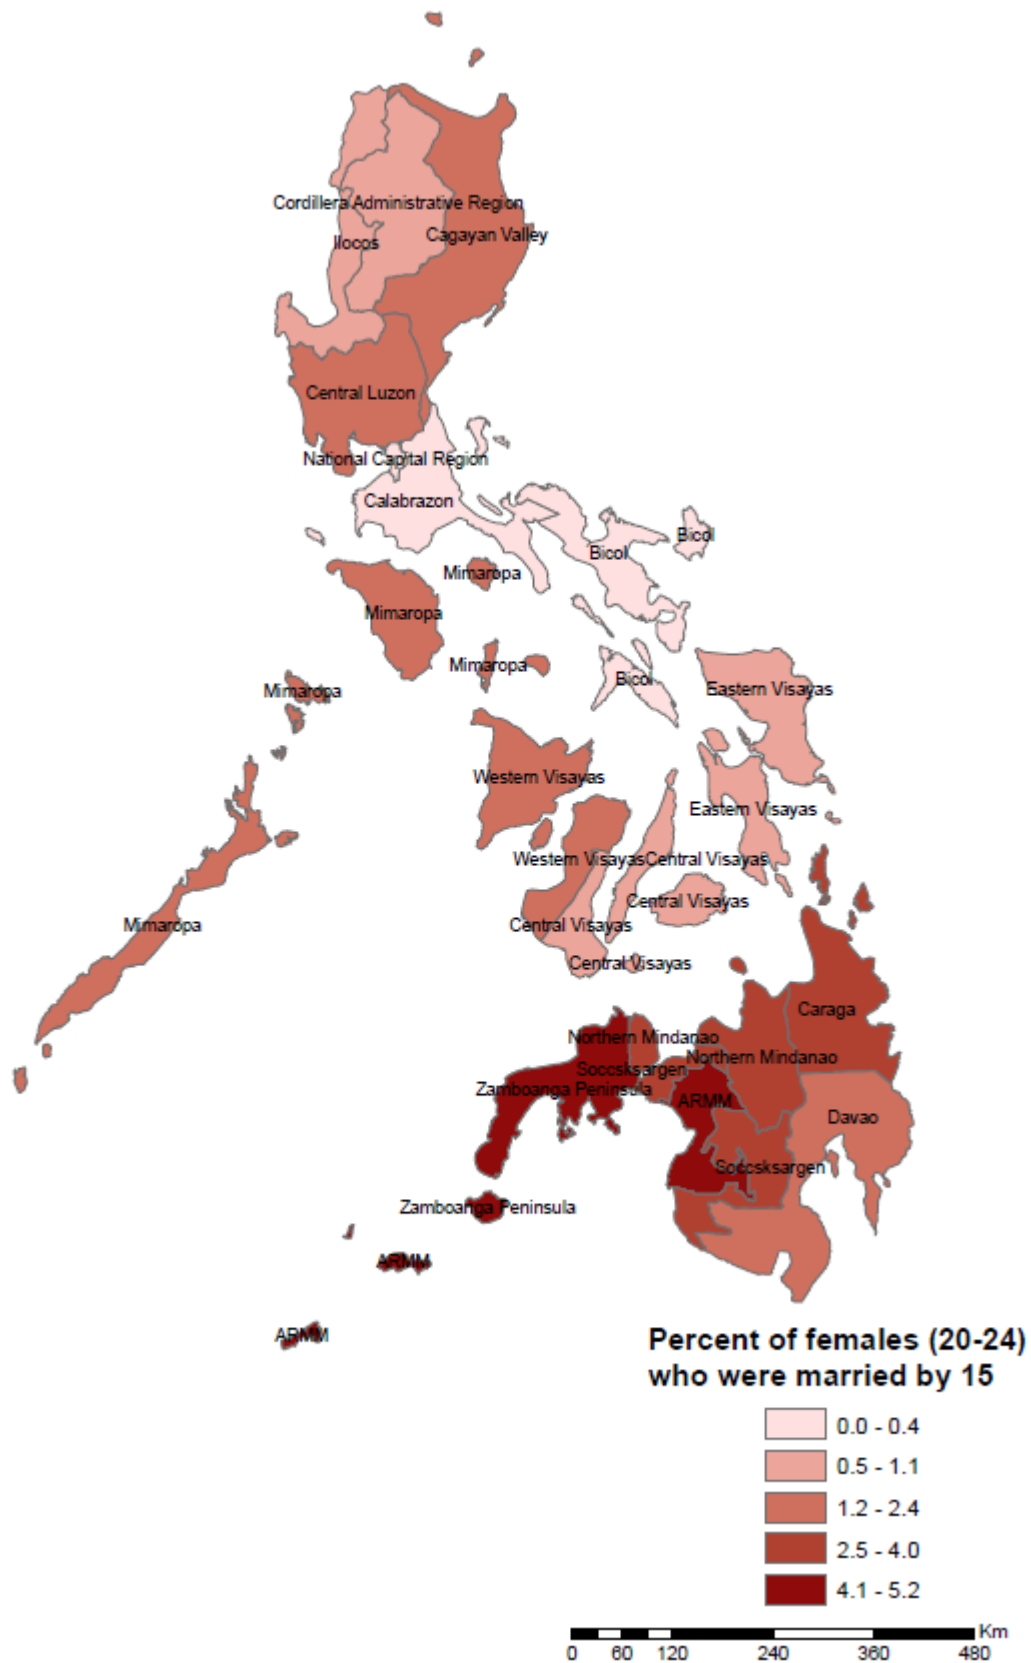 Cordillera Administrative Region
Cagayan Valley
Ilocos
Central Luzon
National Capital Region
Calabrazon
Bicol
Bicol
Mimaropa
Mimaropa
Mimaropa
Bicol
Mimaropa
Eastern Visayas
Western Visayas
Eastern Visayas
Western Visayas
Central Visayas
Central Visayas
Mimaropa
Central Visayas
Central Visayas
Caraga
Northern Mindanao
Northern Mindanao
Soccsksargen
Zamboanga Peninsula
ARMM
Davao
Soccsksargen
Zamboanga Peninsula
ARMM
ARMM
Percent of females (20-24)
who were married by 15
0.0 - 0.4
0.5 - 1.1
1.2 - 2.4
2.5 - 4.0
4.1 - 5.2
Km
0 60 120 240 360 480